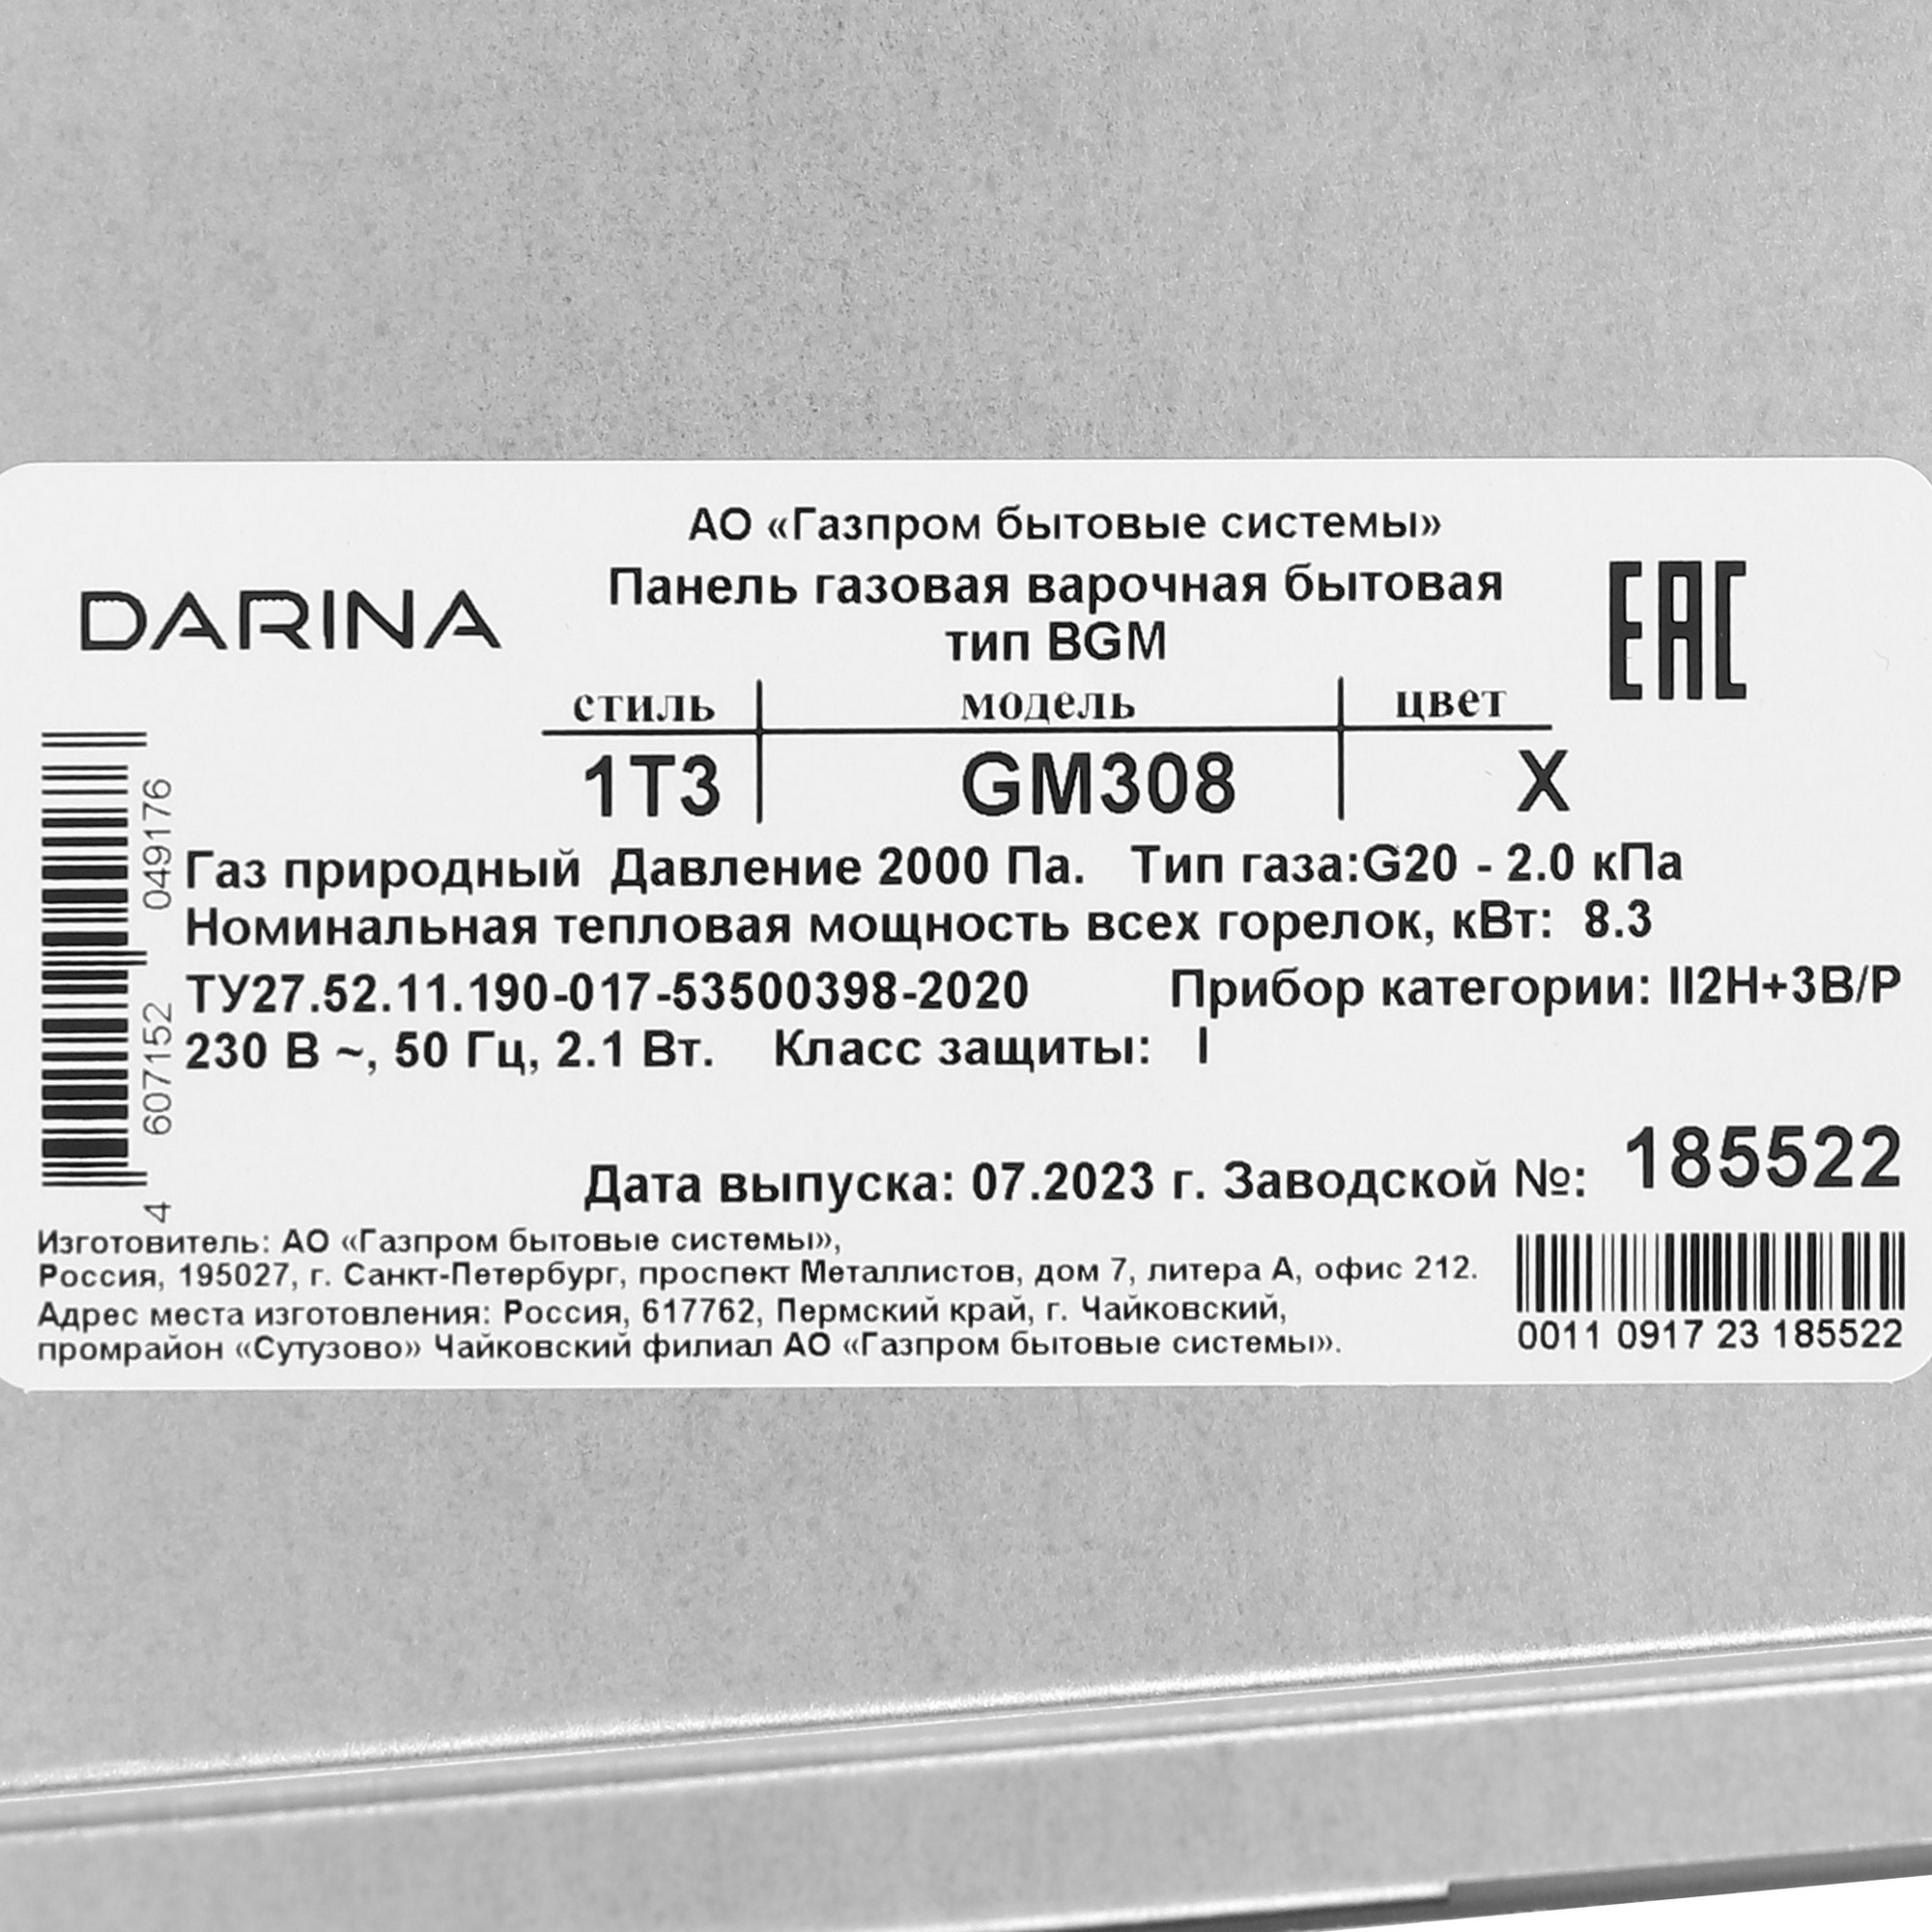 АО «Газпром бытовые системы»
DARINA
Панель газовая варочная бытовая
тип BGM
EAC
стиль модель цвет
1T3 GM308 X
Газ природный Давление 2000 Па. Тип газа:G20 - 2.0 кПа
Номинальная тепловая мощность всех горелок, кВт: 8.3
ТУ27.52.11.190-017-53500398-2020 Прибор категории: II2H+3B/P
230 В ~, 50 Гц, 2.1 Вт. Класс защиты: I
4 607152 049176
Дата выпуска: 07.2023 г. Заводской №: 185522
Изготовитель: АО «Газпром бытовые системы»,
Россия, 195027, г. Санкт-Петербург, проспект Металлистов, дом 7, литера А, офис 212.
Адрес места изготовления: Россия, 617762, Пермский край, г. Чайковский,
промрайон «Сутузово» Чайковский филиал АО «Газпром бытовые системы».
0011 0917 23 185522